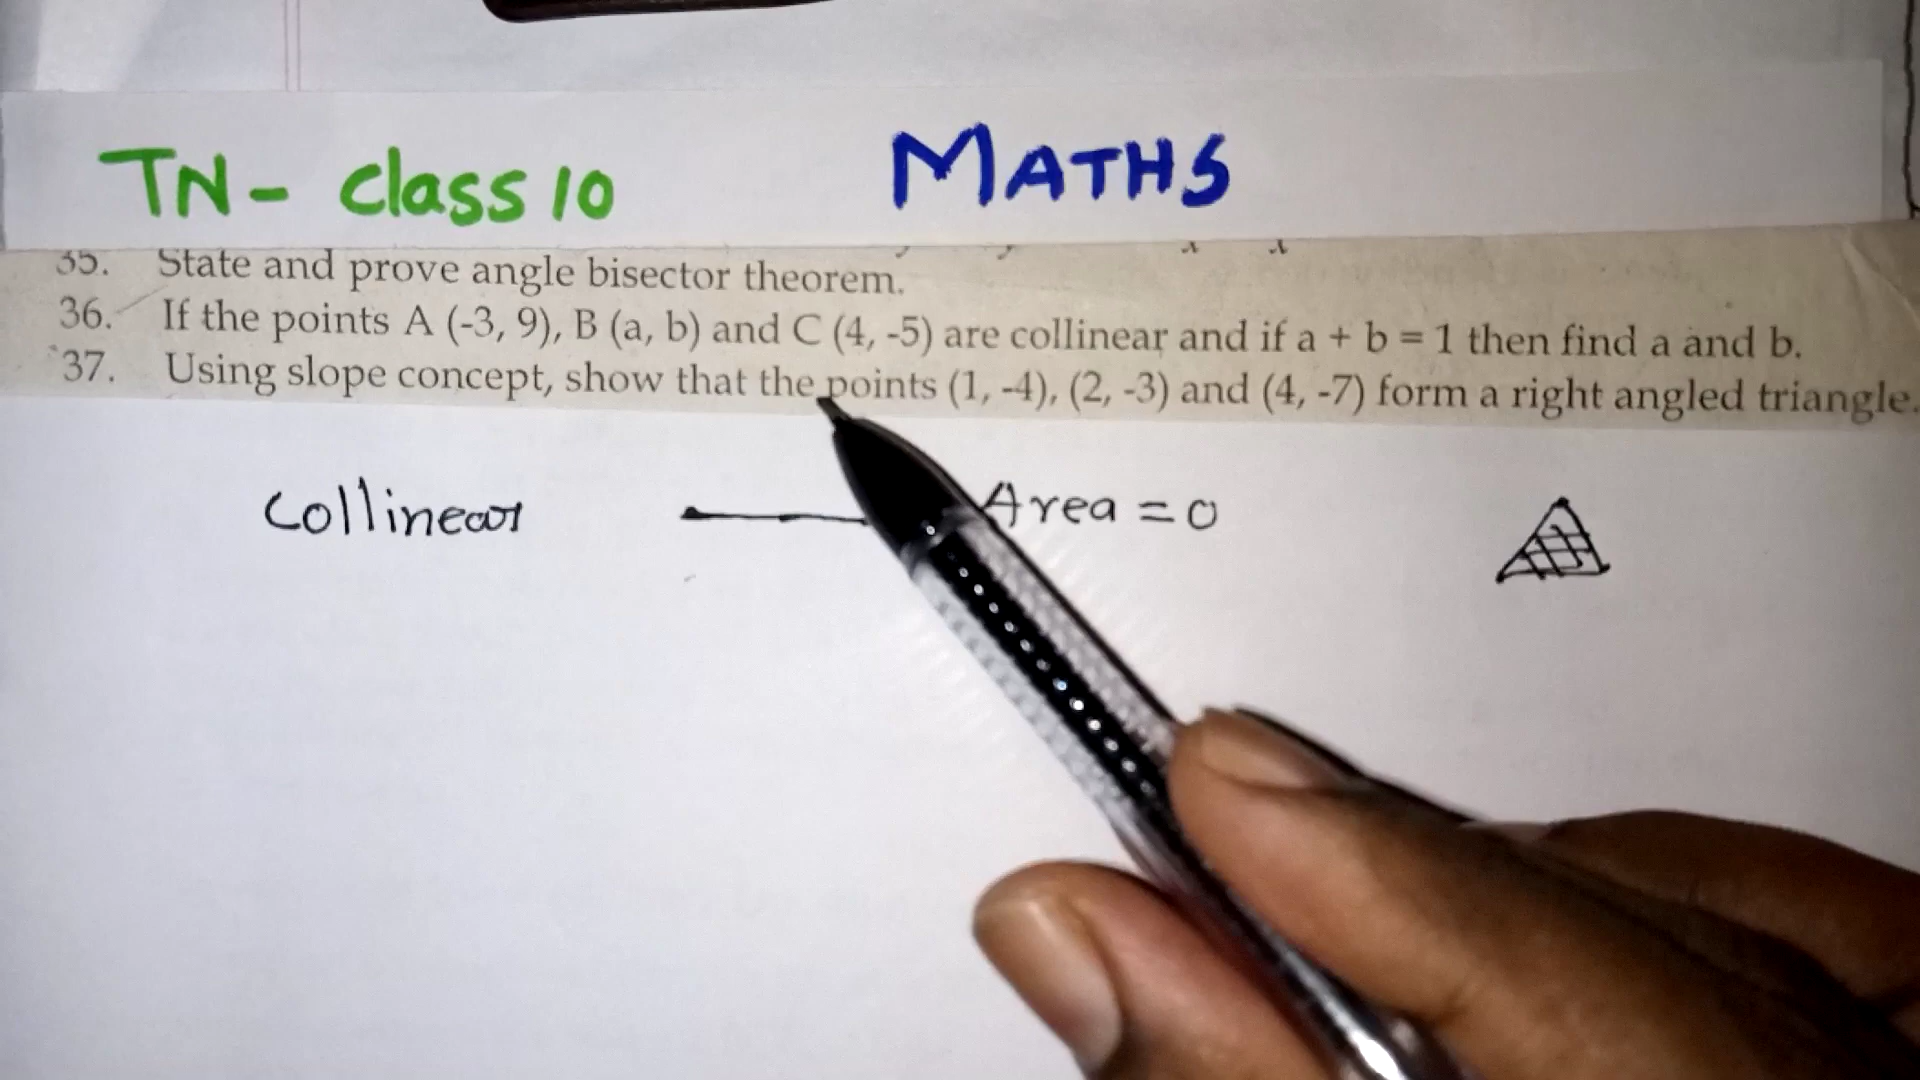 TN- Class 10 MATHS
35. State and prove angle bisector theorem.
36. If the points A (-3, 9), B (a, b) and C (4, -5) are collinear and if a + b = 1 then find a and b.
37. Using slope concept, show that the points (1, -4), (2, -3) and (4, -7) form a right angled triangle.
Collinear Area = 0